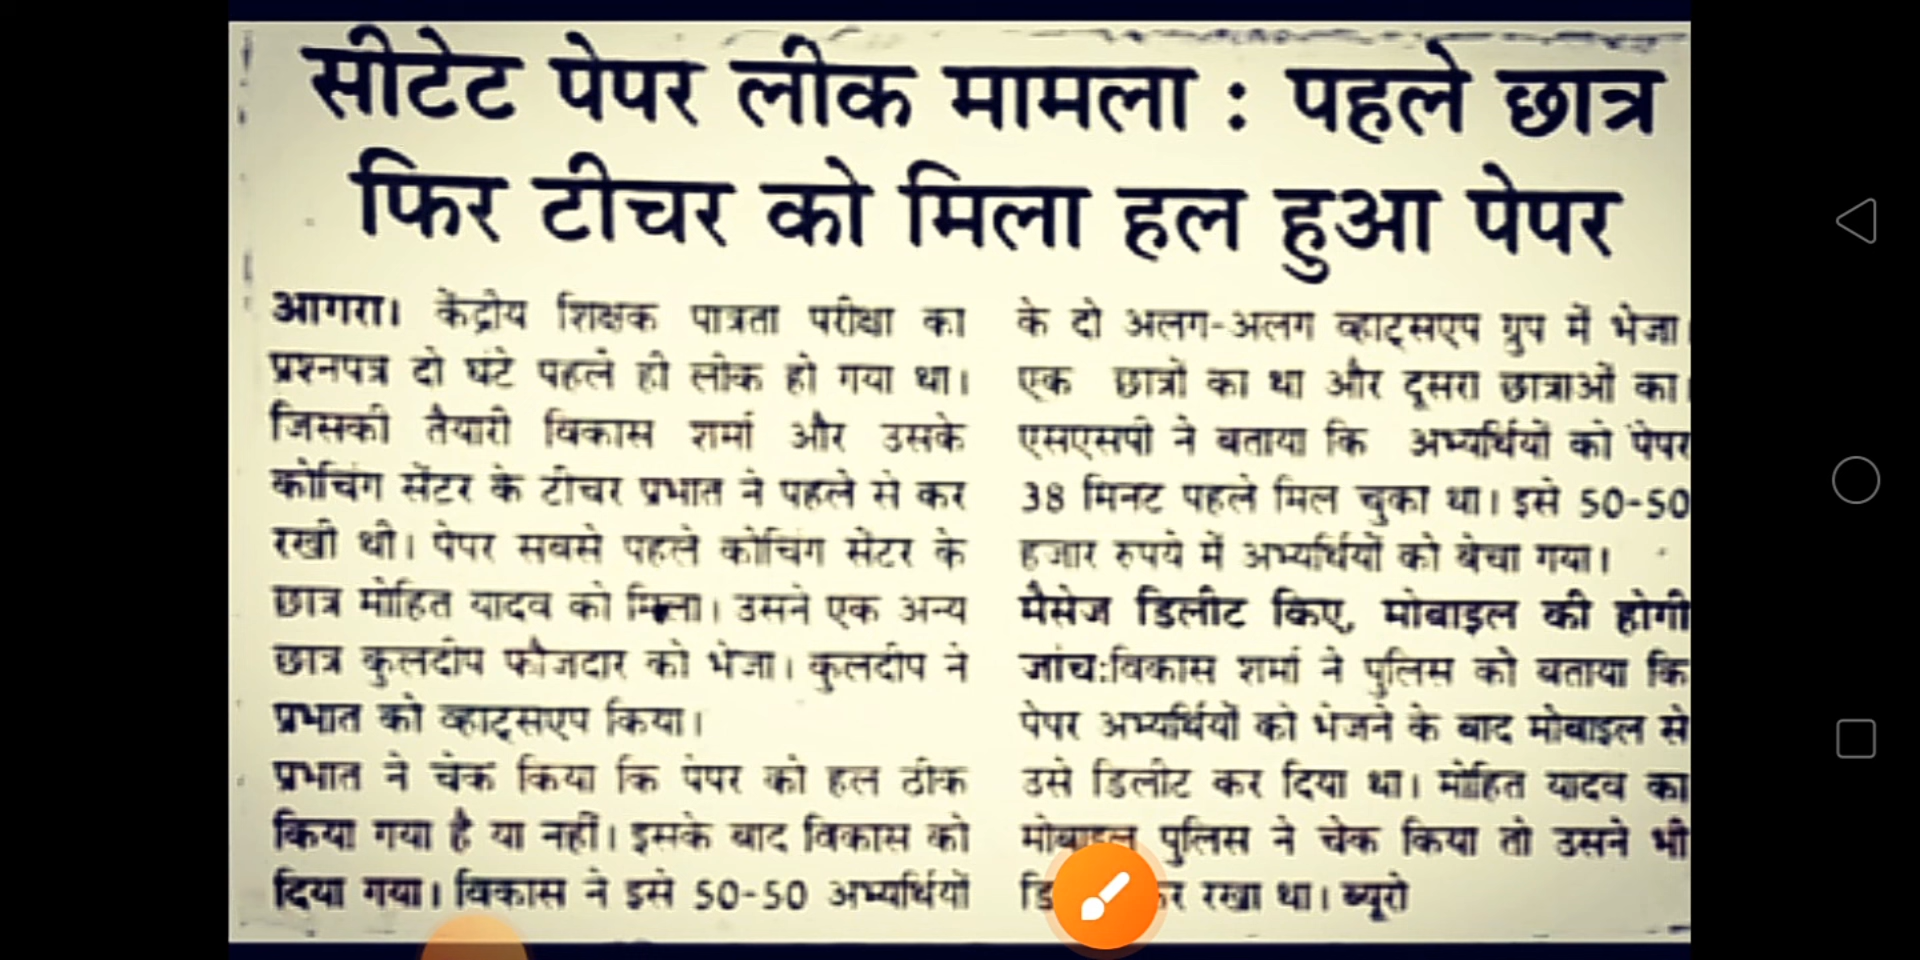 सीटेट पेपर लीक मामला : पहले छात्र
फिर टीचर को मिला हल हुआ पेपर
आगरा। केंद्रीय शिक्षक पात्रता परीक्षा का
प्रश्नपत्र दो घंटे पहले ही लीक हो गया था।
जिसकी तैयारी विकास शर्मा और उसके
कोचिंग सेंटर के टीचर प्रभात ने पहले से कर
रखी थी। पेपर सबसे पहले कोचिंग सेंटर के
छात्र मोहित यादव को मिला। उसने एक अन्य
छात्र कुलदीप फौजदार को भेजा। कुलदीप ने
प्रभात को व्हाट्सएप किया।
प्रभात ने चेक किया कि पेपर को हल ठीक
किया गया है या नहीं। इसके बाद विकास को
दिया गया। विकास ने इसे 50-50 अभ्यर्थियों
के दो अलग-अलग व्हाट्सएप ग्रुप में भेजा।
एक छात्रों का था और दूसरा छात्राओं का।
एसएसपी ने बताया कि अभ्यर्थियों को पेपर
38 मिनट पहले मिल चुका था। इसे 50-50
हजार रुपये में अभ्यर्थियों को बेचा गया।
मैसेज डिलीट किए, मोबाइल की होगी
जांच:विकास शर्मा ने पुलिस को बताया कि
पेपर अभ्यर्थियों को भेजने के बाद मोबाइल से
उसे डिलीट कर दिया था। मोहित यादव का
मोबाइल पुलिस ने चेक किया तो उसने भी
रखा था। ब्यूरो